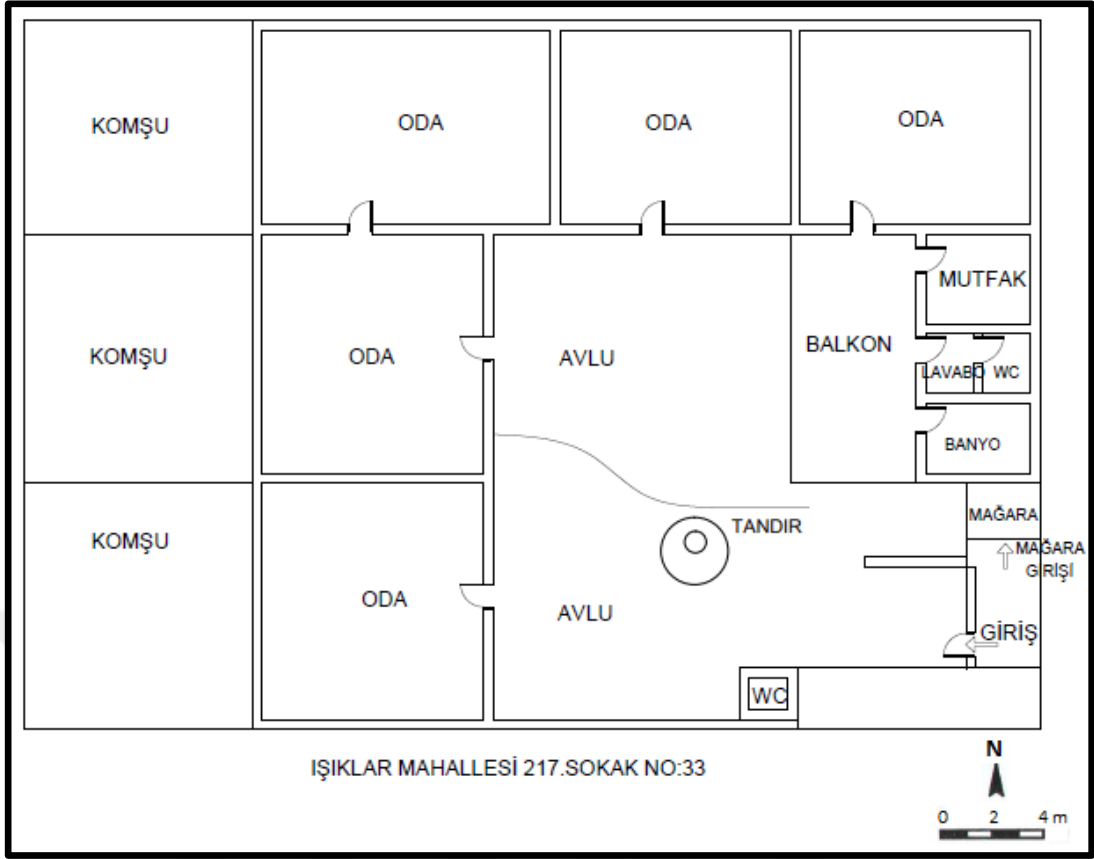 KOMŞU
ODA
ODA
ODA
MUTFAK
KOMŞU
ODA
AVLU
BALKON
LAVABO
WC
BANYO
KOMŞU
TANDIR
MAĞARA
MAĞARA
GİRİŞİ
ODA
AVLU
GİRİŞ
WC
IŞIKLAR MAHALLESİ 217.SOKAK NO:33
N
0 2 4 m